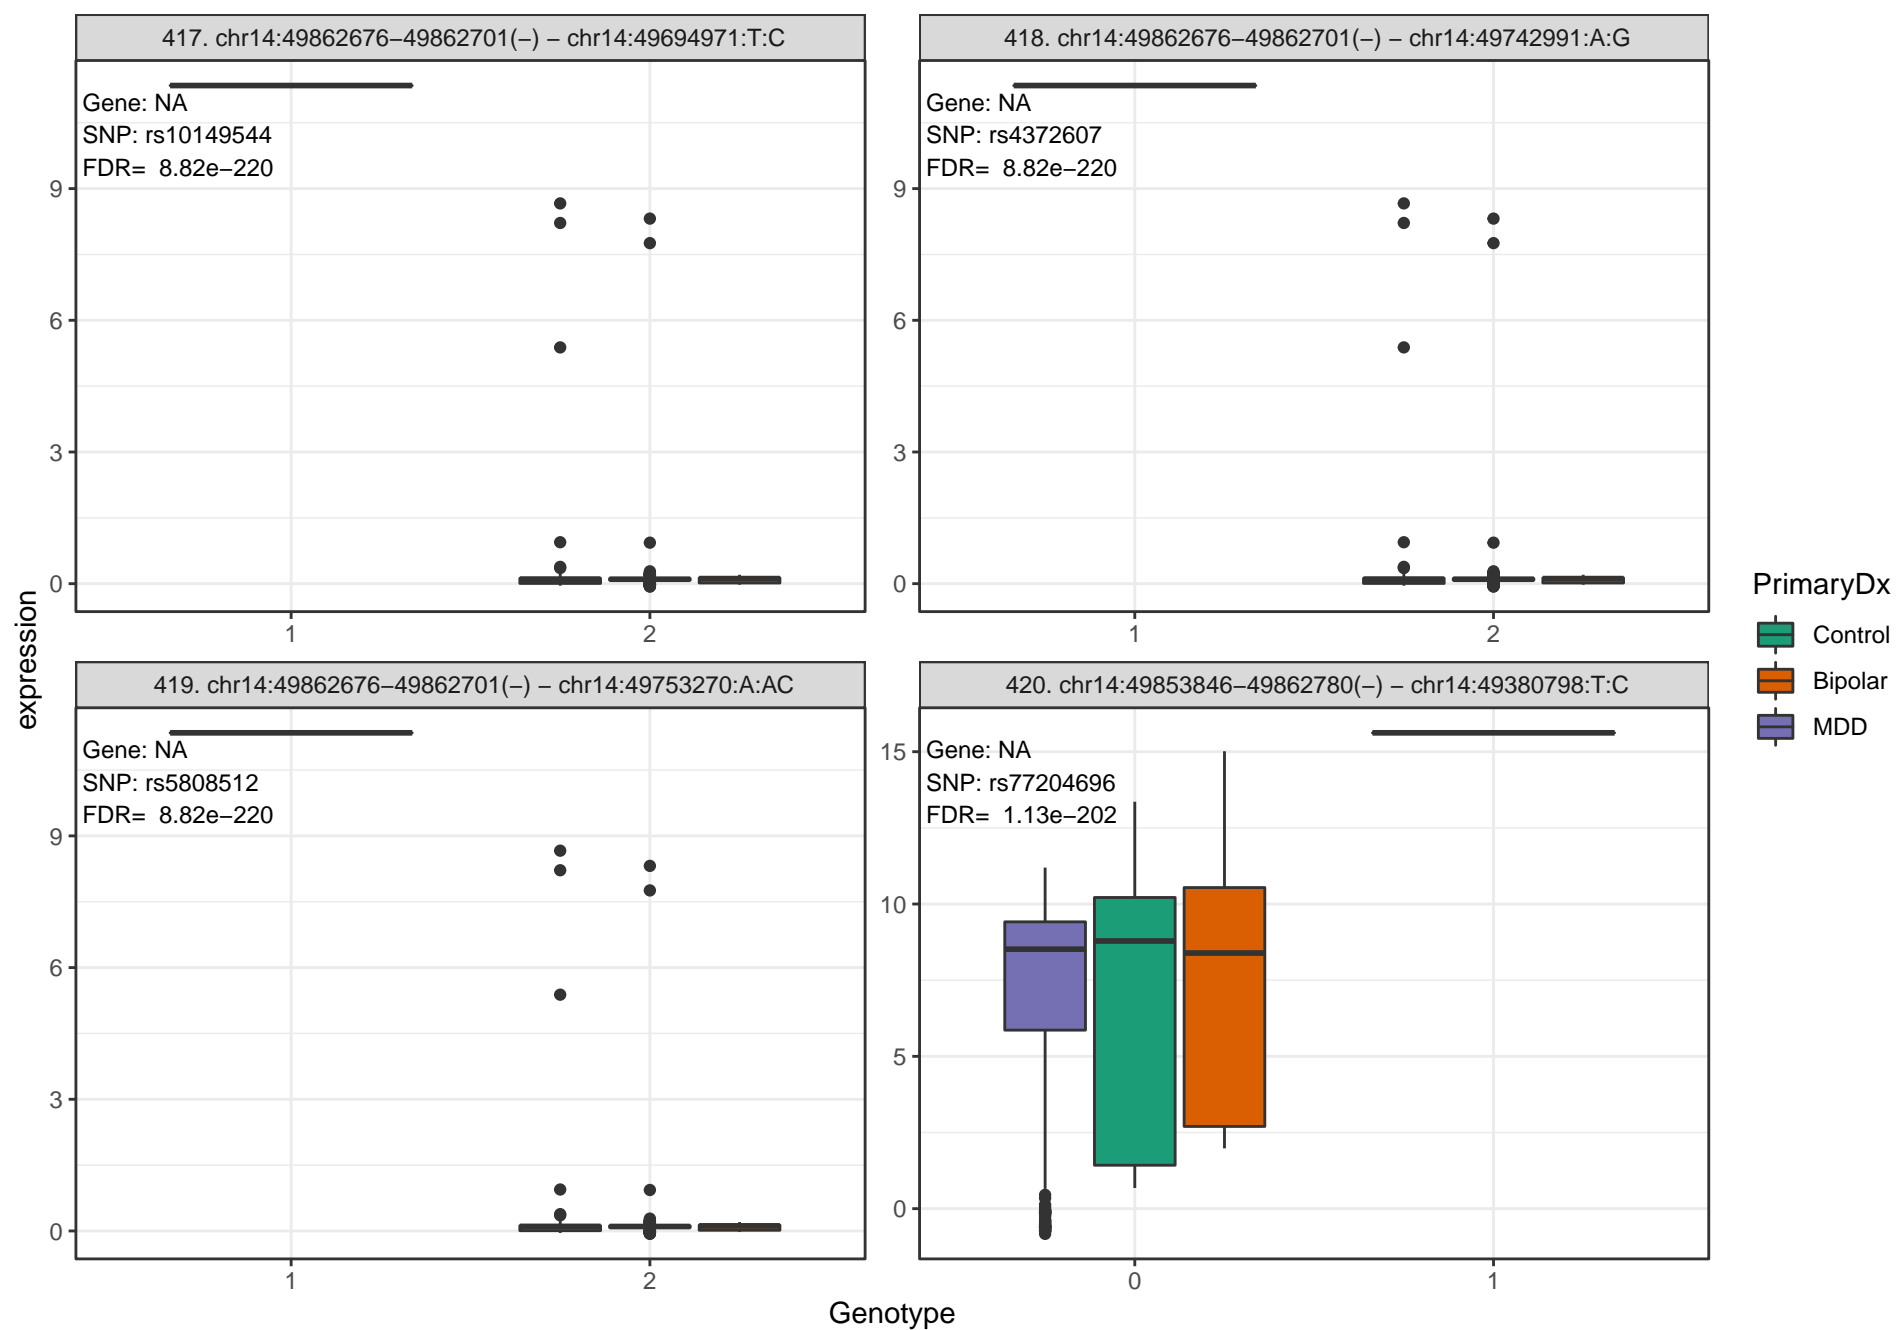 417. chr14:49862676−49862701(−) − chr14:49694971:T:C
Gene: NA
SNP: rs10149544
FDR= 8.82e−220
9
6
3
0
1
2
418. chr14:49862676−49862701(−) − chr14:49742991:A:G
Gene: NA
SNP: rs4372607
FDR= 8.82e−220
9
6
3
0
1
2
419. chr14:49862676−49862701(−) − chr14:49753270:A:AC
Gene: NA
SNP: rs5808512
FDR= 8.82e−220
9
6
3
0
1
2
420. chr14:49853846−49862780(−) − chr14:49380798:T:C
Gene: NA
SNP: rs77204696
FDR= 1.13e−202
15
10
5
0
0
1
expression
Genotype
PrimaryDx
Control
Bipolar
MDD